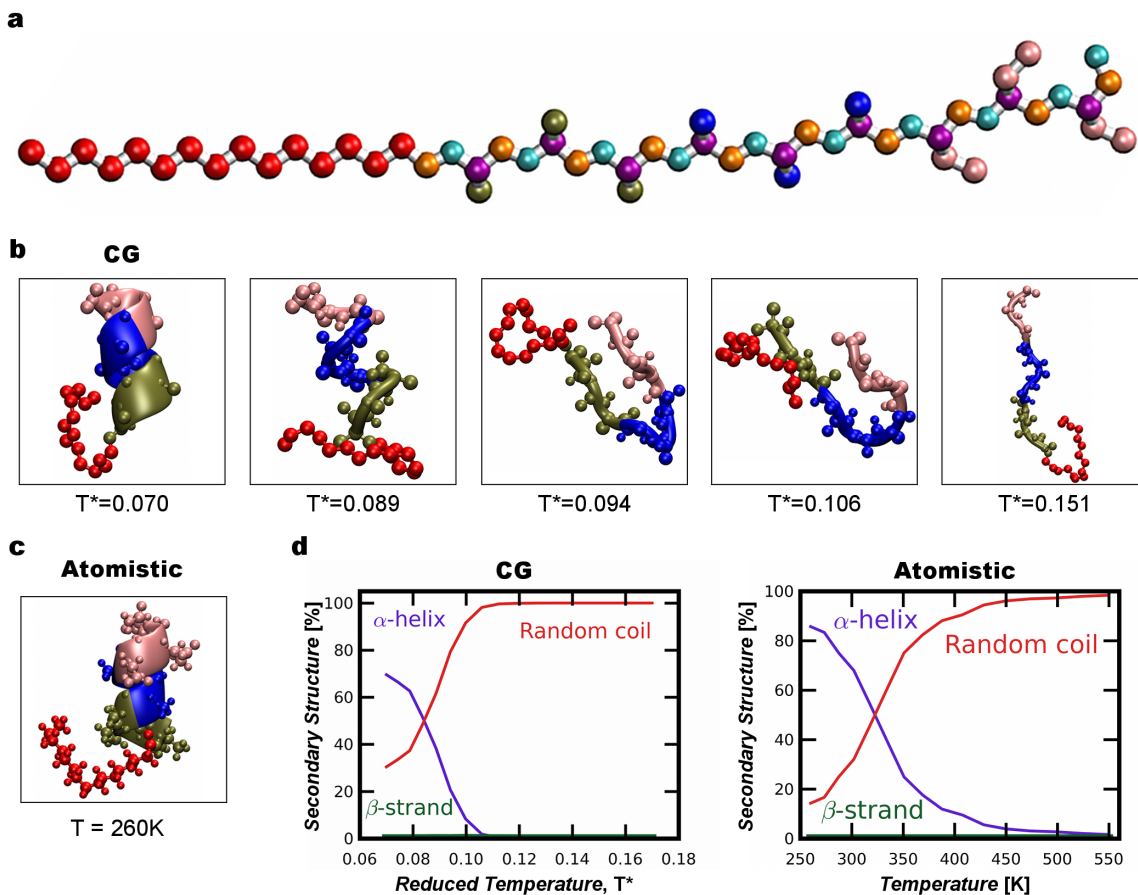 a
b
CG
T*=0.070
T*=0.089
T*=0.094
T*=0.106
T*=0.151
c
Atomistic
T = 260K
d
CG
Secondary Structure [%]
100
80
60
40
20
0
α-helix
Random coil
β-strand
0.06 0.08 0.10 0.12 0.14 0.16 0.18
Reduced Temperature, T*
Atomistic
Secondary Structure [%]
100
80
60
40
20
0
α-helix
Random coil
β-strand
250 300 350 400 450 500 550
Temperature [K]